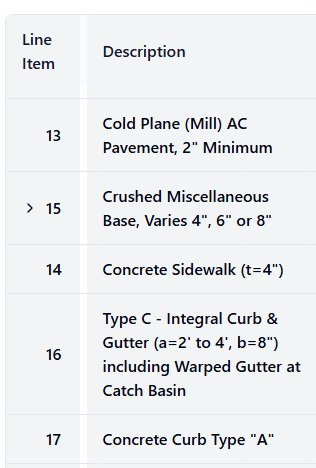 Line
Item
Description
13
Cold Plane (Mill) AC
Pavement, 2" Minimum
15
Crushed Miscellaneous
Base, Varies 4", 6" or 8"
14
Concrete Sidewalk (t=4")
16
Type C - Integral Curb &
Gutter (a=2' to 4', b=8")
including Warped Gutter at
Catch Basin
17
Concrete Curb Type "A"